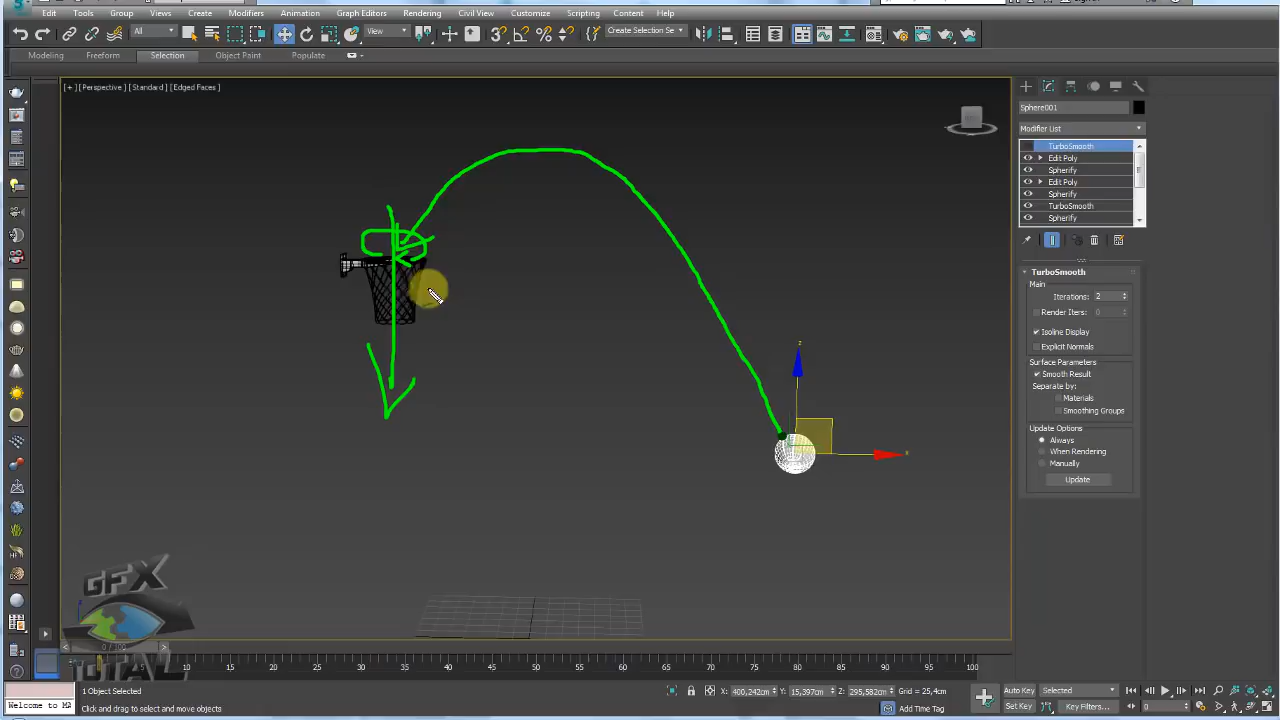 Edit Tools Group Views Create Modifiers Animation Graph Editors Rendering Civil View Customize Scripting Content Help
All View Create Selection Se
Modeling Freeform Selection Object Paint Populate
[+] [Perspective] [Standard] [Edged Faces]
Sphere001
Modifier List
TurboSmooth
Edit Poly
Spherify
Edit Poly
Spherify
TurboSmooth
Spherify
TurboSmooth
Main
Iterations: 2
Render Iters: 0
Isoline Display
Explicit Normals
Surface Parameters
Smooth Result
Separate by:
Materials
Smoothing Groups
Update Options
Always
When Rendering
Manually
Update
z
x
GFX
TOTAL
0 / 100
15 20 25 30 35 40 45 50 55 60 65 70 75 80 85 90 95 100
1 Object Selected X: 400,242cm Y: 15,397cm Z: 295,582cm Grid = 25,4cm Auto Key Selected
Welcome to M Click and drag to select and move objects Add Time Tag Set Key Key Filters... 0